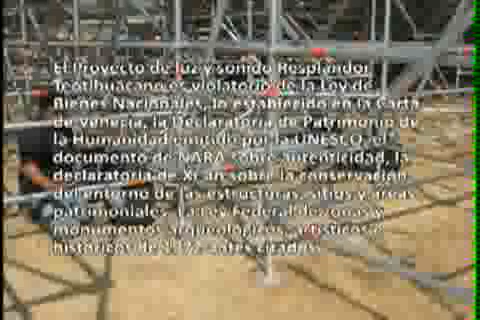 El Proyecto de luz y sonido Resplandor
Teotihuacano es violatorio de la Ley de
Bienes Nacionales, lo establecido en la Carta
de Venecia, la Declaratoria de Patrimonio de
la Humanidad emitido por la UNESCO, el
documento de NARA sobre autenticidad, la
declaratoria de Xi´an sobre la conservación
del entorno de las estructuras, sitios y áreas
patrimoniales. La Ley Federal de zonas y
monumentos arqueológicos, artísticos e
históricos de 1972 antes citados.